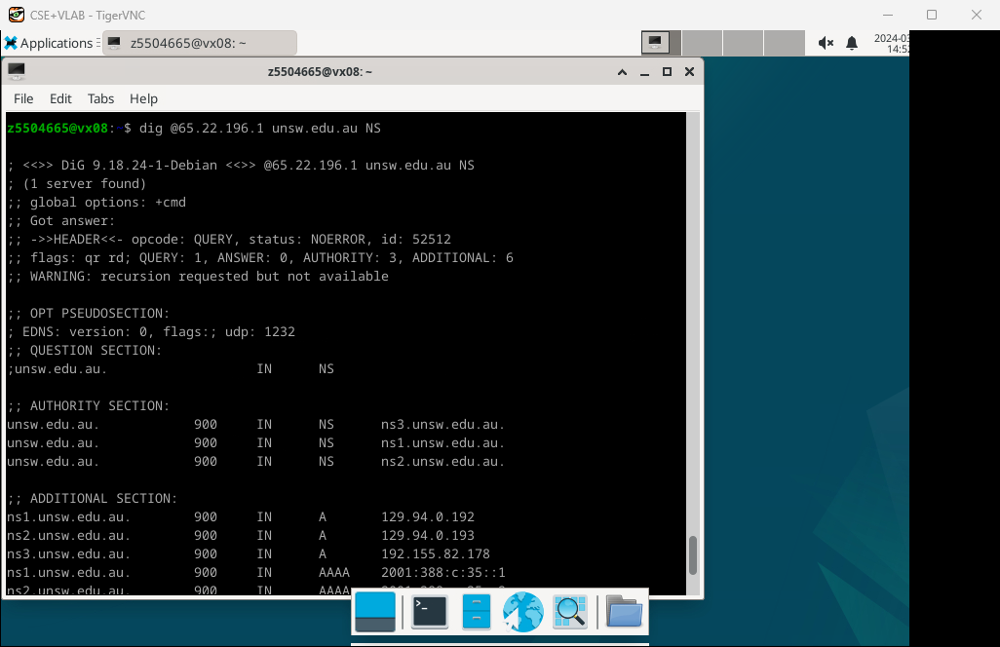 CSE+VLAB - TigerVNC
Applications
z5504665@vx08: ~
2024-03
14:52
z5504665@vx08: ~
File Edit Tabs Help
z5504665@vx08:~$ dig @65.22.196.1 unsw.edu.au NS
; <<>> DiG 9.18.24-1-Debian <<>> @65.22.196.1 unsw.edu.au NS
; (1 server found)
;; global options: +cmd
;; Got answer:
;; ->>HEADER<<- opcode: QUERY, status: NOERROR, id: 52512
;; flags: qr rd; QUERY: 1, ANSWER: 0, AUTHORITY: 3, ADDITIONAL: 6
;; WARNING: recursion requested but not available
;; OPT PSEUDOSECTION:
; EDNS: version: 0, flags:; udp: 1232
;; QUESTION SECTION:
;unsw.edu.au. IN NS
;; AUTHORITY SECTION:
unsw.edu.au. 900 IN NS ns3.unsw.edu.au.
unsw.edu.au. 900 IN NS ns1.unsw.edu.au.
unsw.edu.au. 900 IN NS ns2.unsw.edu.au.
;; ADDITIONAL SECTION:
ns1.unsw.edu.au. 900 IN A 129.94.0.192
ns2.unsw.edu.au. 900 IN A 129.94.0.193
ns3.unsw.edu.au. 900 IN A 192.155.82.178
ns1.unsw.edu.au. 900 IN AAAA 2001:388:c:35::1
ns2.unsw.edu.au. 900 IN AAAA